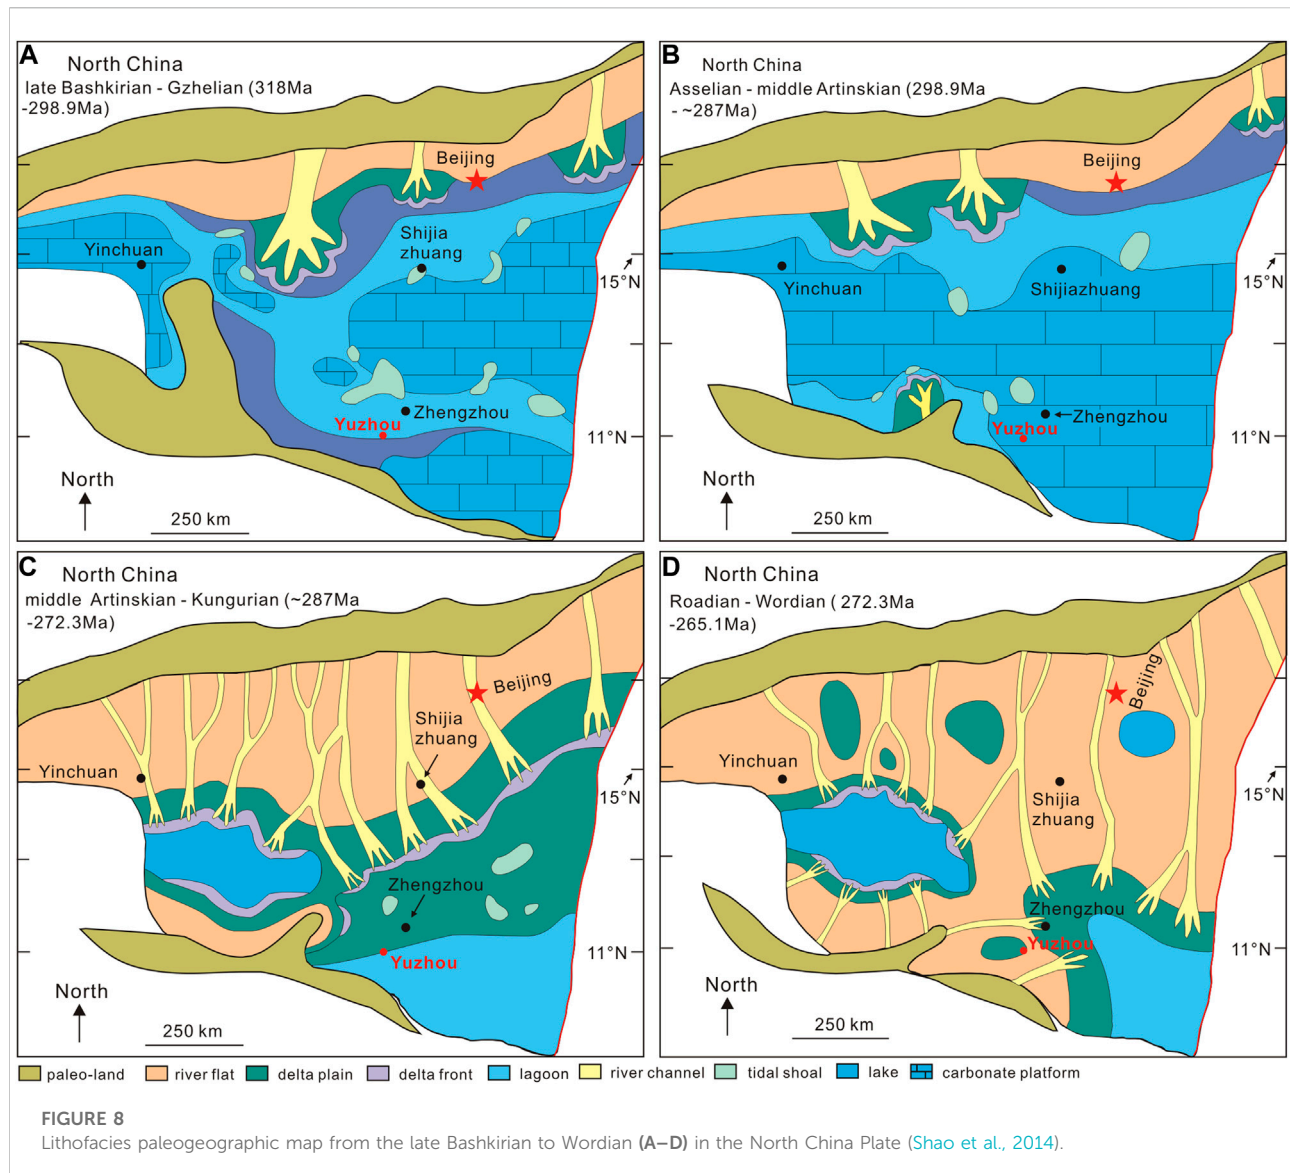 A
North China
late Bashkirian - Gzhelian (318Ma
-298.9Ma)
Beijing
Yinchuan
Shijia
zhuang
15°N
Zhengzhou
Yuzhou
11°N
North
250 km
B
North China
Asselian - middle Artinskian (298.9Ma
- ~287Ma)
Beijing
Yinchuan
Shijiazhuang
15°N
Zhengzhou
Yuzhou
11°N
North
250 km
C
North China
middle Artinskian - Kungurian (~287Ma
-272.3Ma)
Beijing
Shijia
zhuang
Yinchuan
15°N
Zhengzhou
11°N
Yuzhou
North
250 km
D
North China
Roadian - Wordian ( 272.3Ma
-265.1Ma)
Beijing
Yinchuan
15°N
Shijia
zhuang
Zhengzhou
Yuzhou
11°N
North
250 km
paleo-land river flat delta plain delta front lagoon river channel tidal shoal lake carbonate platform
FIGURE 8
Lithofacies paleogeographic map from the late Bashkirian to Wordian (A–D) in the North China Plate (Shao et al., 2014).